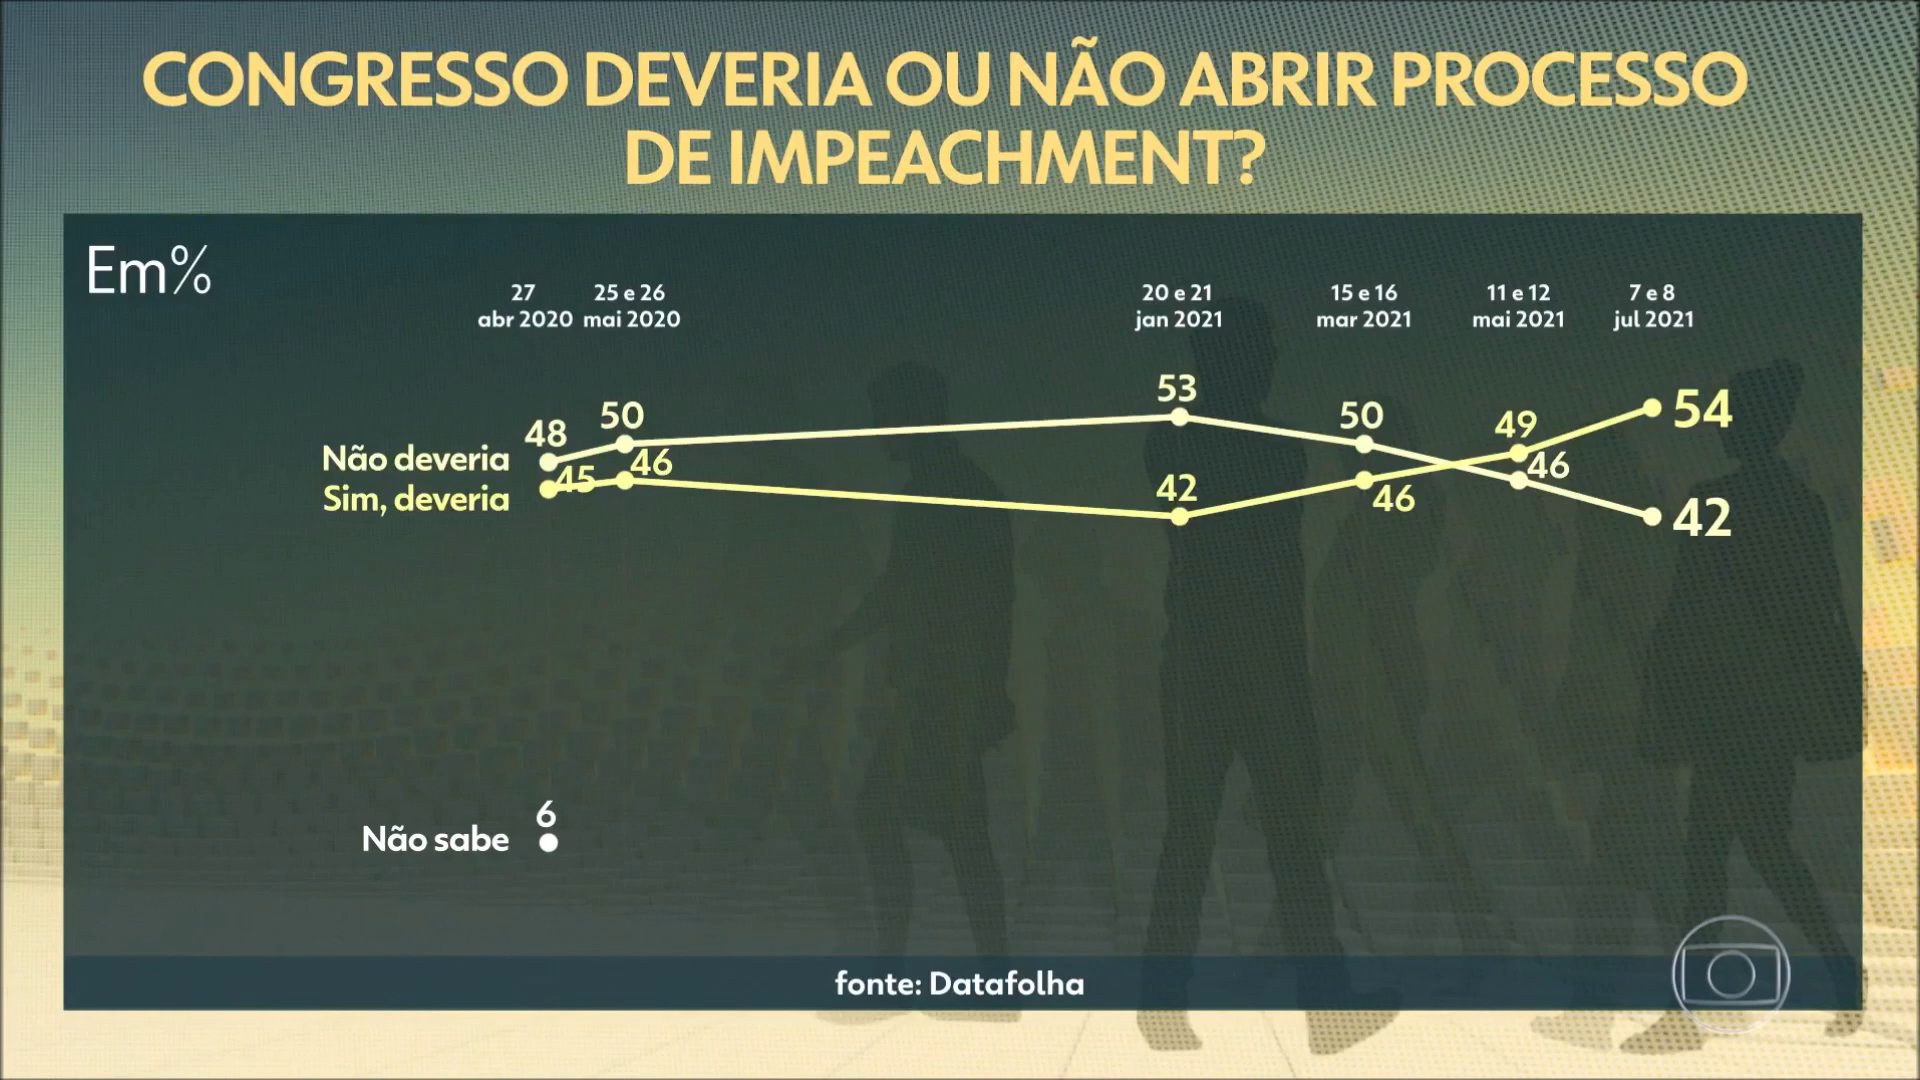 CONGRESSO DEVERIA OU NÃO ABRIR PROCESSO
DE IMPEACHMENT?
Em%
27
abr 2020
25 e 26
mai 2020
20 e 21
jan 2021
15 e 16
mar 2021
11 e 12
mai 2021
7 e 8
jul 2021
Não deveria
48
50
53
50
46
42
Sim, deveria
45
46
42
46
49
54
Não sabe
6
fonte: Datafolha